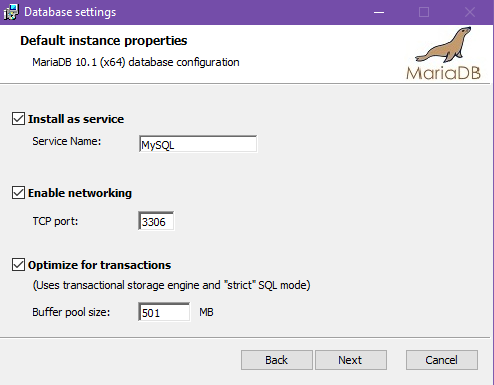 Database settings
Default instance properties
MariaDB 10.1 (x64) database configuration
MariaDB
Install as service
Service Name: MySQL
Enable networking
TCP port: 3306
Optimize for transactions
(Uses transactional storage engine and "strict" SQL mode)
Buffer pool size: 501 MB
Back Next Cancel